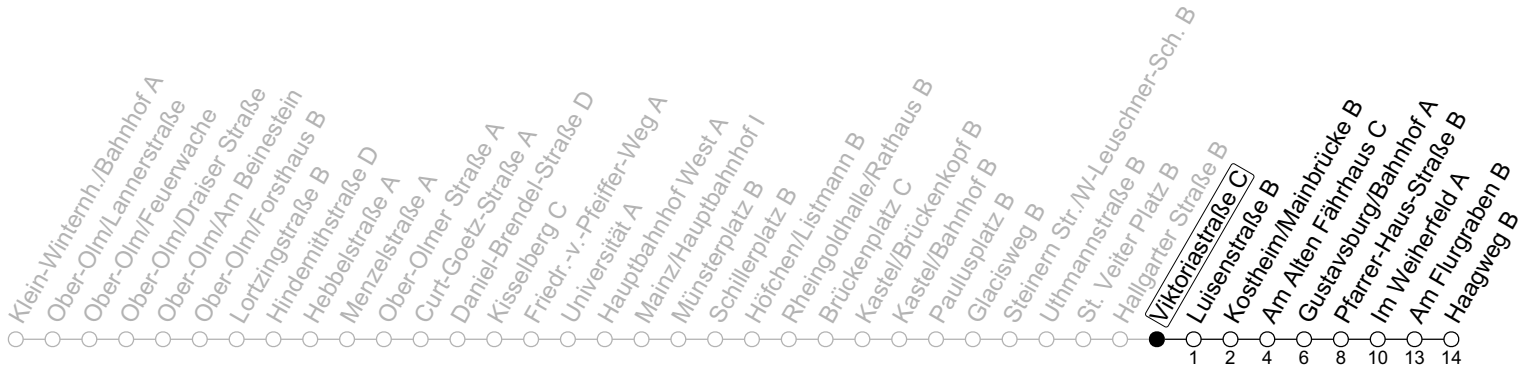 Klein-Winternh./Bahnhof A
Ober-Olm/Lannerstraße
Ober-Olm/Feuerwache
Ober-Olm/Draiser Straße
Ober-Olm/Am Beinestein
Ober-Olm/Forsthaus B
Lortzingstraße B
Hindemithstraße D
Hebbelstraße A
Menzelstraße A
Ober-Olmer Straße A
Curt-Goetz-Straße A
Daniel-Brendel-Straße D
Kisselberg C
Friedr.-v.-Pfeiffer-Weg A
Universität A
Hauptbahnhof West A
Mainz/Hauptbahnhof I
Münsterplatz B
Schillerplatz B
Höfchen/Listmann B
Rheingoldhalle/Rathaus B
Brückenplatz C
Kastel/Brückenkopf B
Kastel/Bahnhof B
Paulusplatz B
Glacisweg B
Steinern Str./W-Leuschner-Sch. B
Uthmannstraße B
St. Veiter Platz B
Hallgarter Straße B
Viktoriastraße C
Luisenstraße B
Kostheim/Mainbrücke B
Am Alten Fährhaus C
Gustavsburg/Bahnhof A
Pfarrer-Haus-Straße B
Im Weiherfeld A
Am Flurgraben B
Haagweg B
1 2 4 6 8 10 13 14